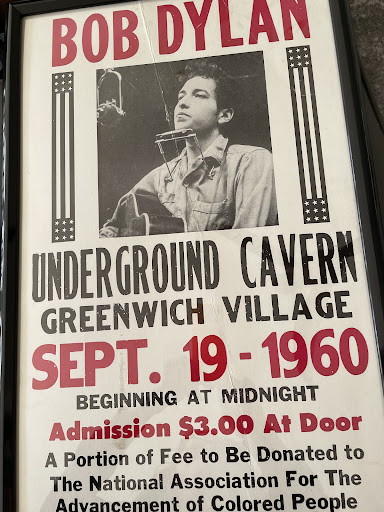 BOB DYLAN
UNDERGROUND CAVERN
GREENWICH VILLAGE
SEPT. 19 - 1960
BEGINNING AT MIDNIGHT
Admission $3.00 At Door
A Portion of Fee to Be Donated to
The National Association For The
Advancement of Colored People